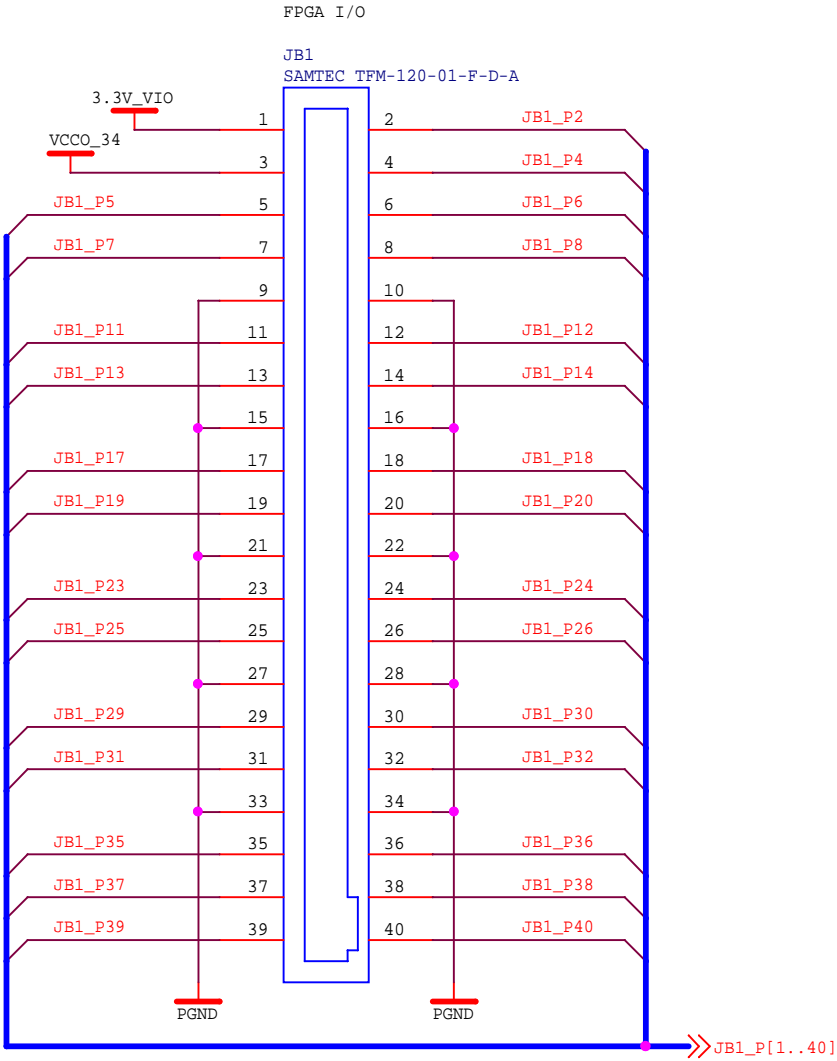 FPGA I/O
JB1
SAMTEC TFM-120-01-F-D-A
3.3V_VIO
1 2 JB1_P2
VCCO_34
3 4 JB1_P4
JB1_P5 5 6 JB1_P6
JB1_P7 7 8 JB1_P8
9 10
JB1_P11 11 12 JB1_P12
JB1_P13 13 14 JB1_P14
15 16
JB1_P17 17 18 JB1_P18
JB1_P19 19 20 JB1_P20
21 22
JB1_P23 23 24 JB1_P24
JB1_P25 25 26 JB1_P26
27 28
JB1_P29 29 30 JB1_P30
JB1_P31 31 32 JB1_P32
33 34
JB1_P35 35 36 JB1_P36
JB1_P37 37 38 JB1_P38
JB1_P39 39 40 JB1_P40
PGND PGND
JB1_P[1..40]